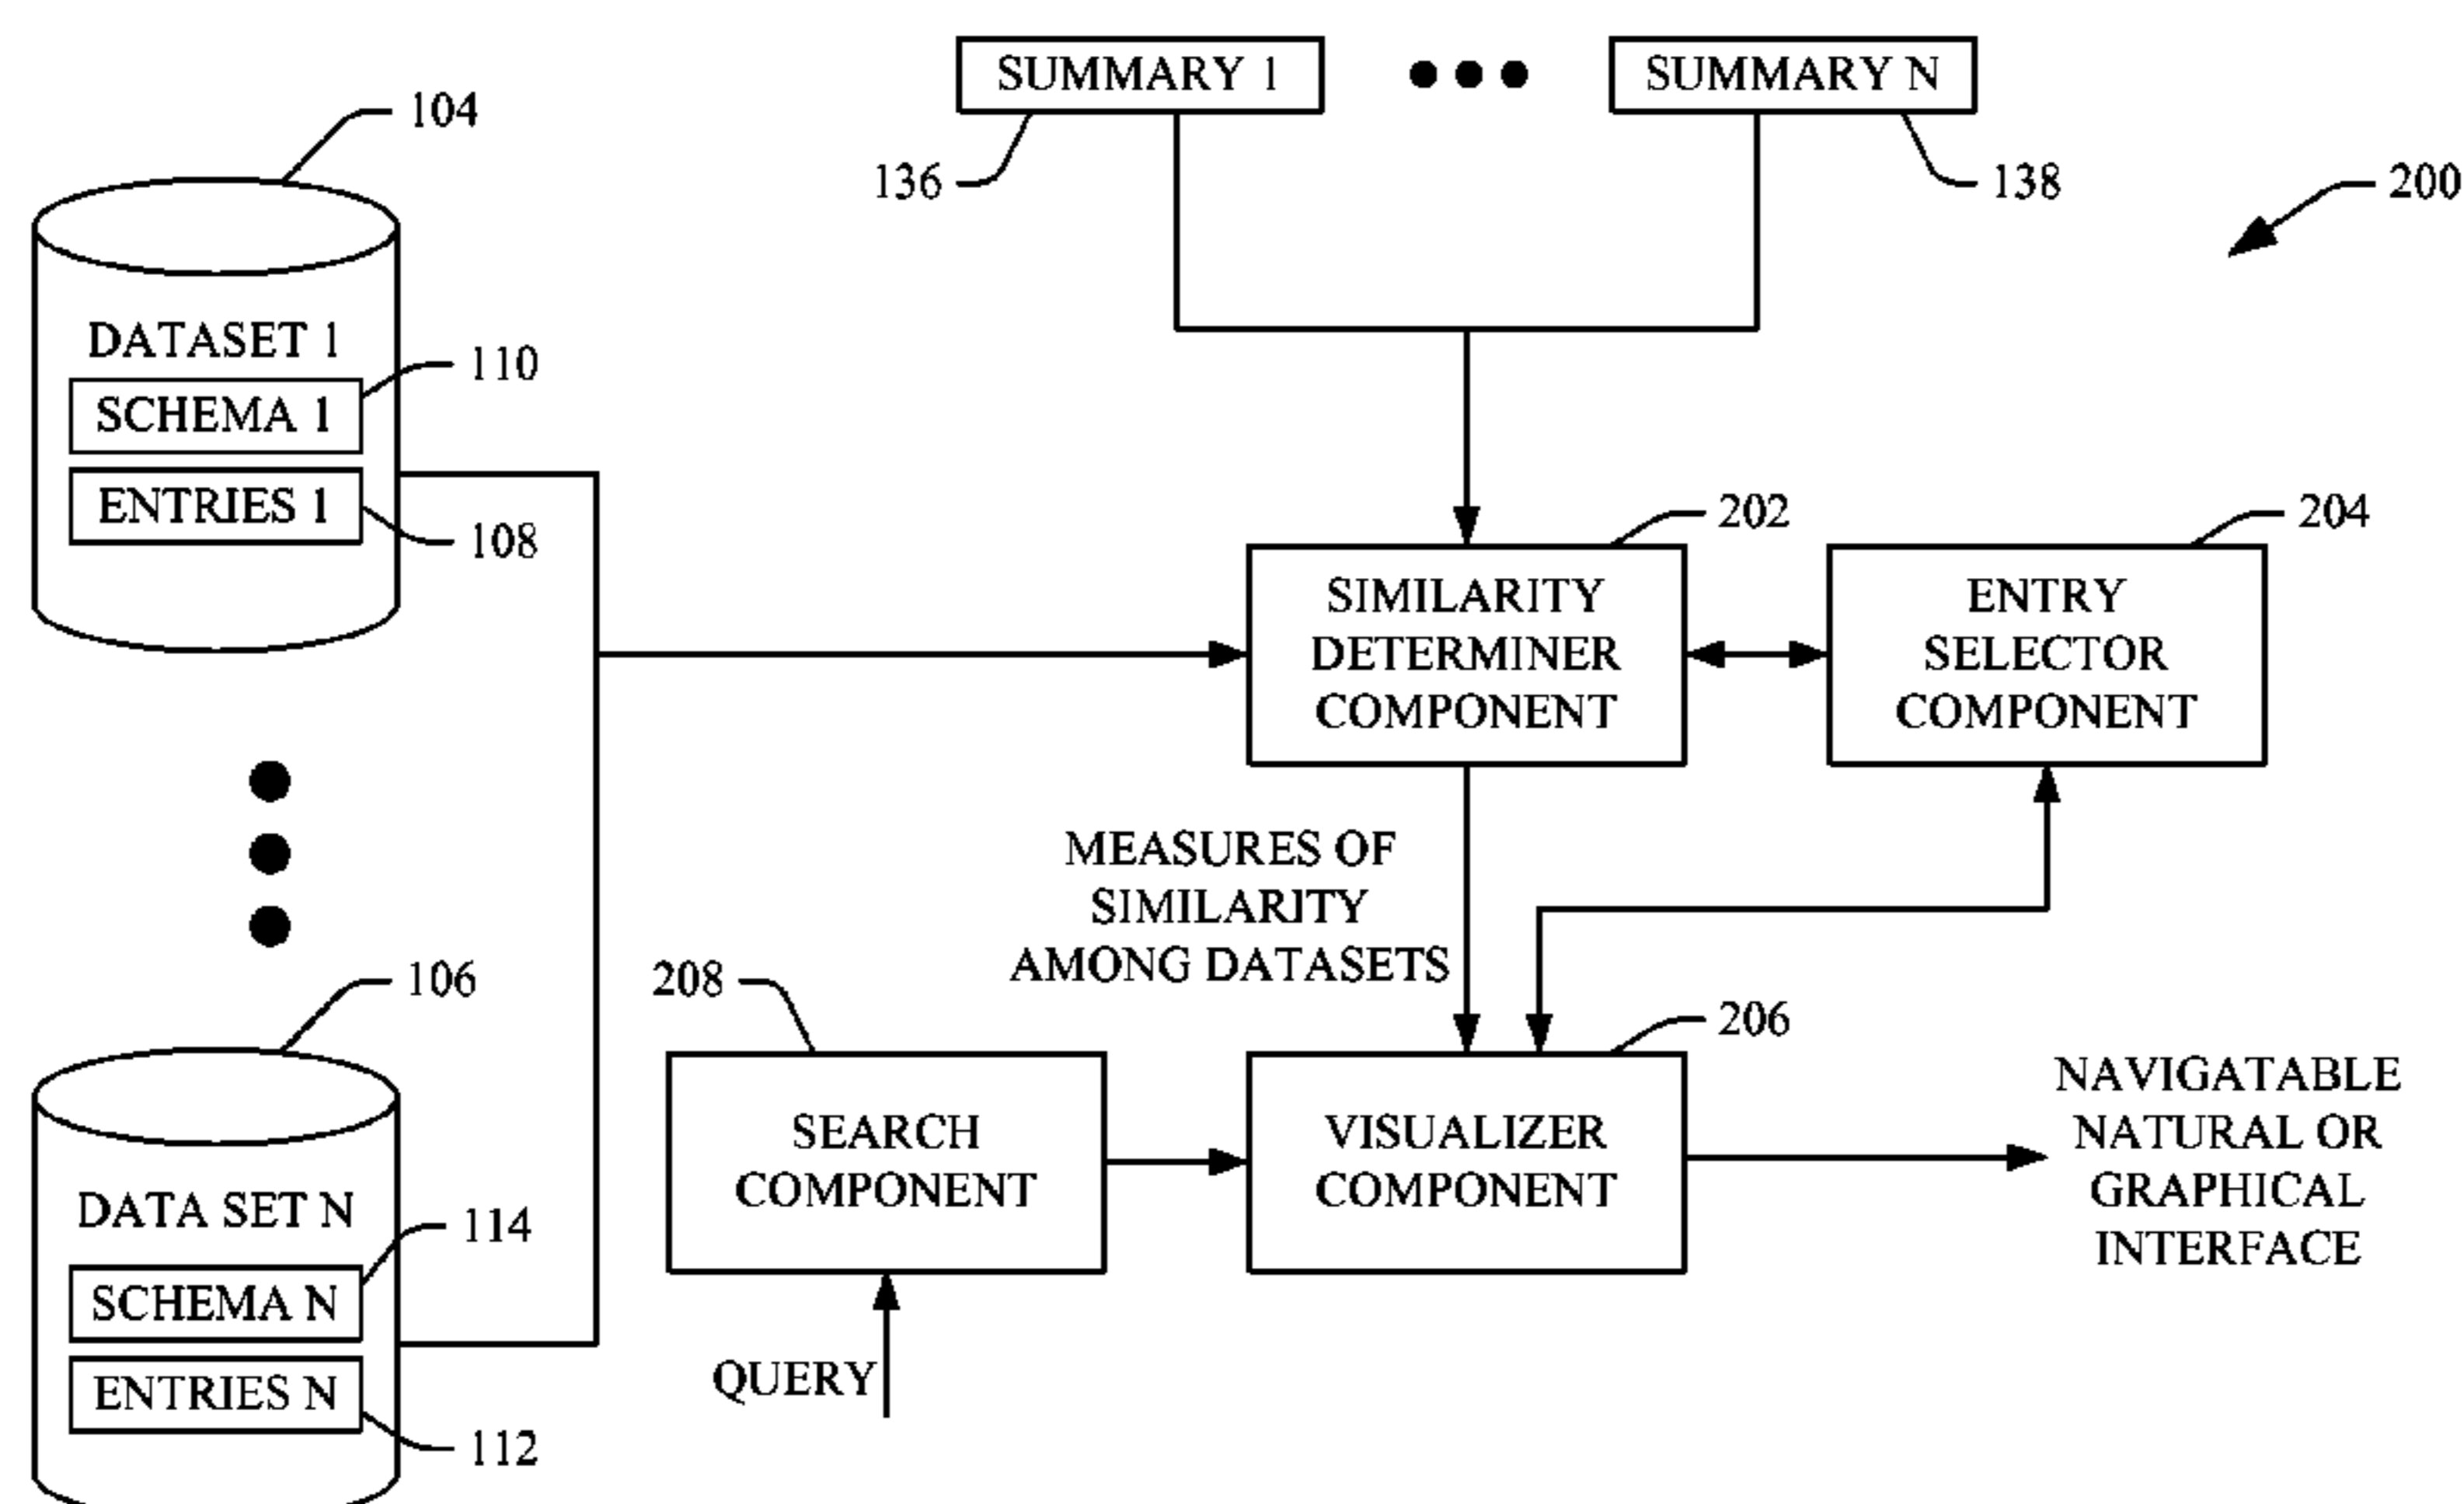 SUMMARY 1
SUMMARY N
104
136
138
200
DATASET 1
110
SCHEMA 1
ENTRIES 1
108
202
204
SIMILARITY
DETERMINER
COMPONENT
ENTRY
SELECTOR
COMPONENT
MEASURES OF
SIMILARITY
AMONG DATASETS
106
208
206
DATA SET N
114
SCHEMA N
ENTRIES N
112
SEARCH
COMPONENT
VISUALIZER
COMPONENT
NAVIGATABLE
NATURAL OR
GRAPHICAL
INTERFACE
QUERY